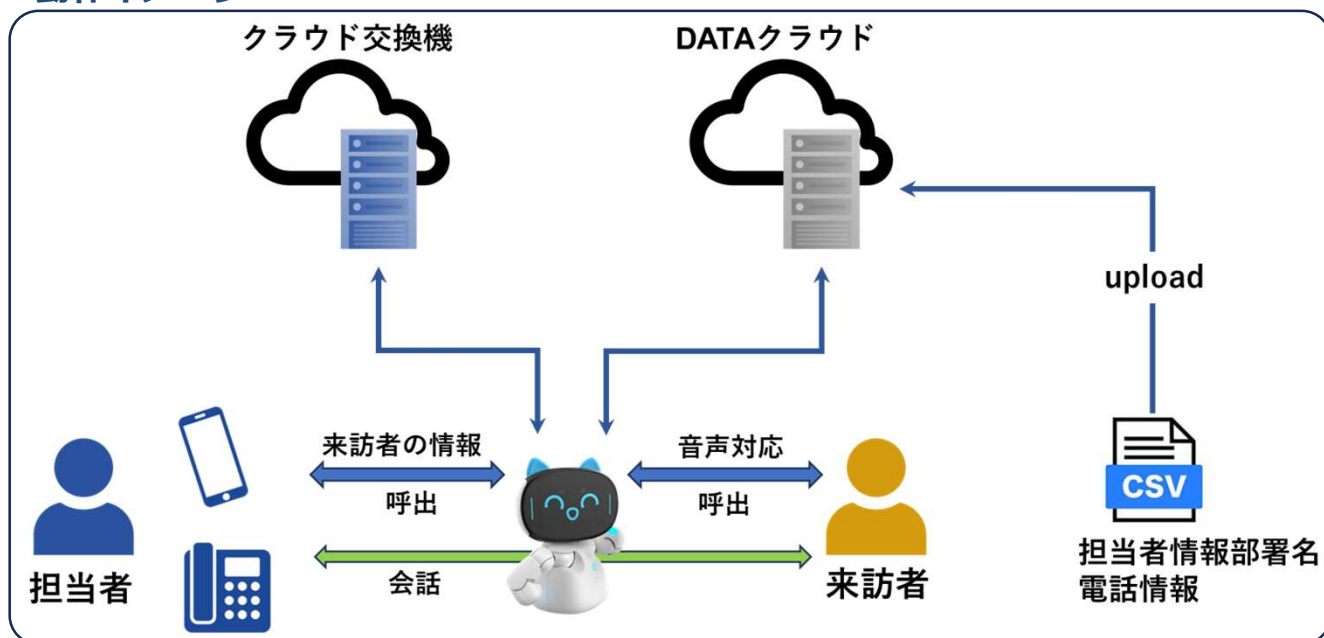 クラウド交換機
DATAクラウド
upload
来訪者の情報
音声対応
呼出
呼出
CSV
担当者情報部署名
電話情報
担当者
会話
来訪者